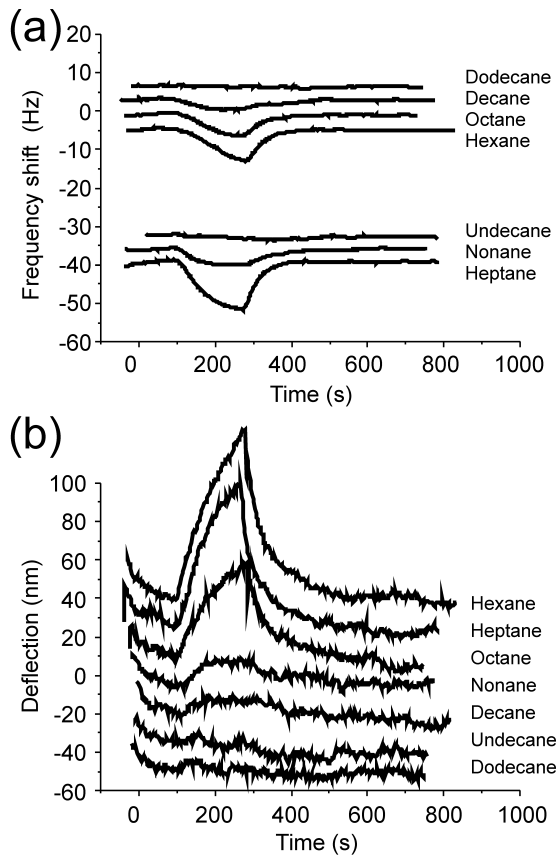 (a)
20
10
0
-10
-20
-30
-40
-50
-60
Frequency shift (Hz)
Dodecane
Decane
Octane
Hexane
Undecane
Nonane
Heptane
0 200 400 600 800 1000
Time (s)
(b)
100
80
60
40
20
0
-20
-40
-60
Deflection (nm)
Hexane
Heptane
Octane
Nonane
Decane
Undecane
Dodecane
0 200 400 600 800 1000
Time (s)